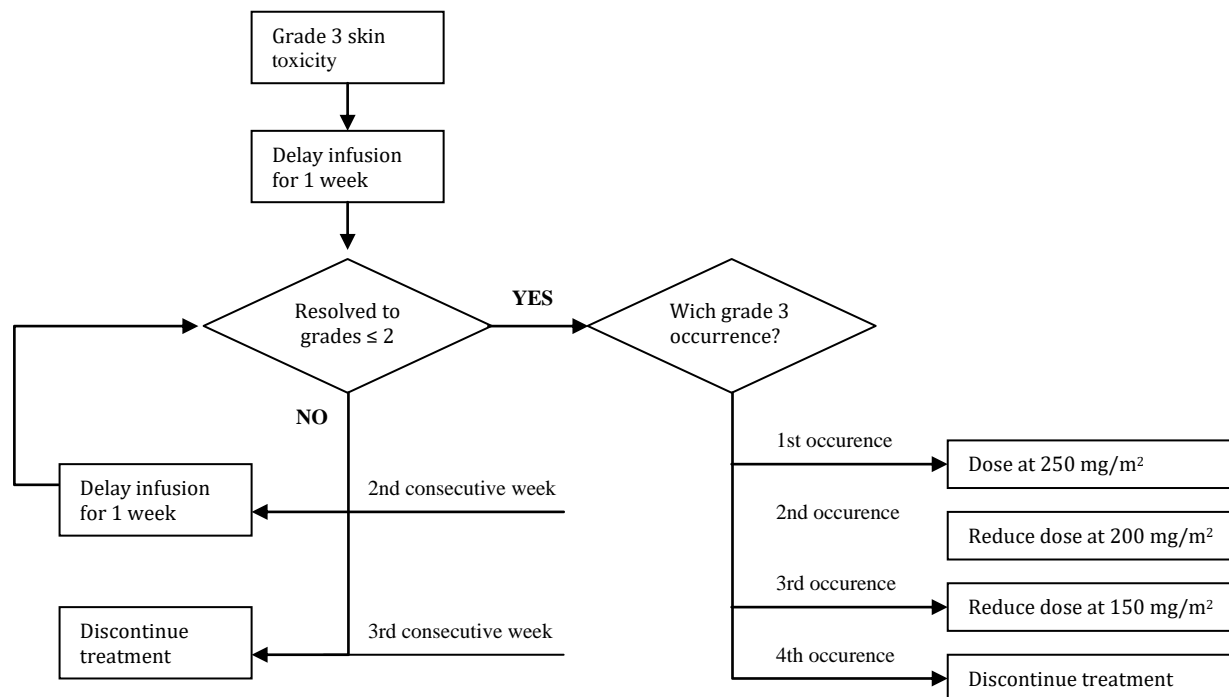 Grade 3 skin
toxicity
Delay infusion
for 1 week
Resolved to
grades ≤ 2
YES
Wich grade 3
occurrence?
NO
1st occurence
Dose at 250 mg/m²
Delay infusion
for 1 week
2nd consecutive week
2nd occurence
Reduce dose at 200 mg/m²
3rd occurence
Reduce dose at 150 mg/m²
Discontinue
treatment
3rd consecutive week
4th occurence
Discontinue treatment